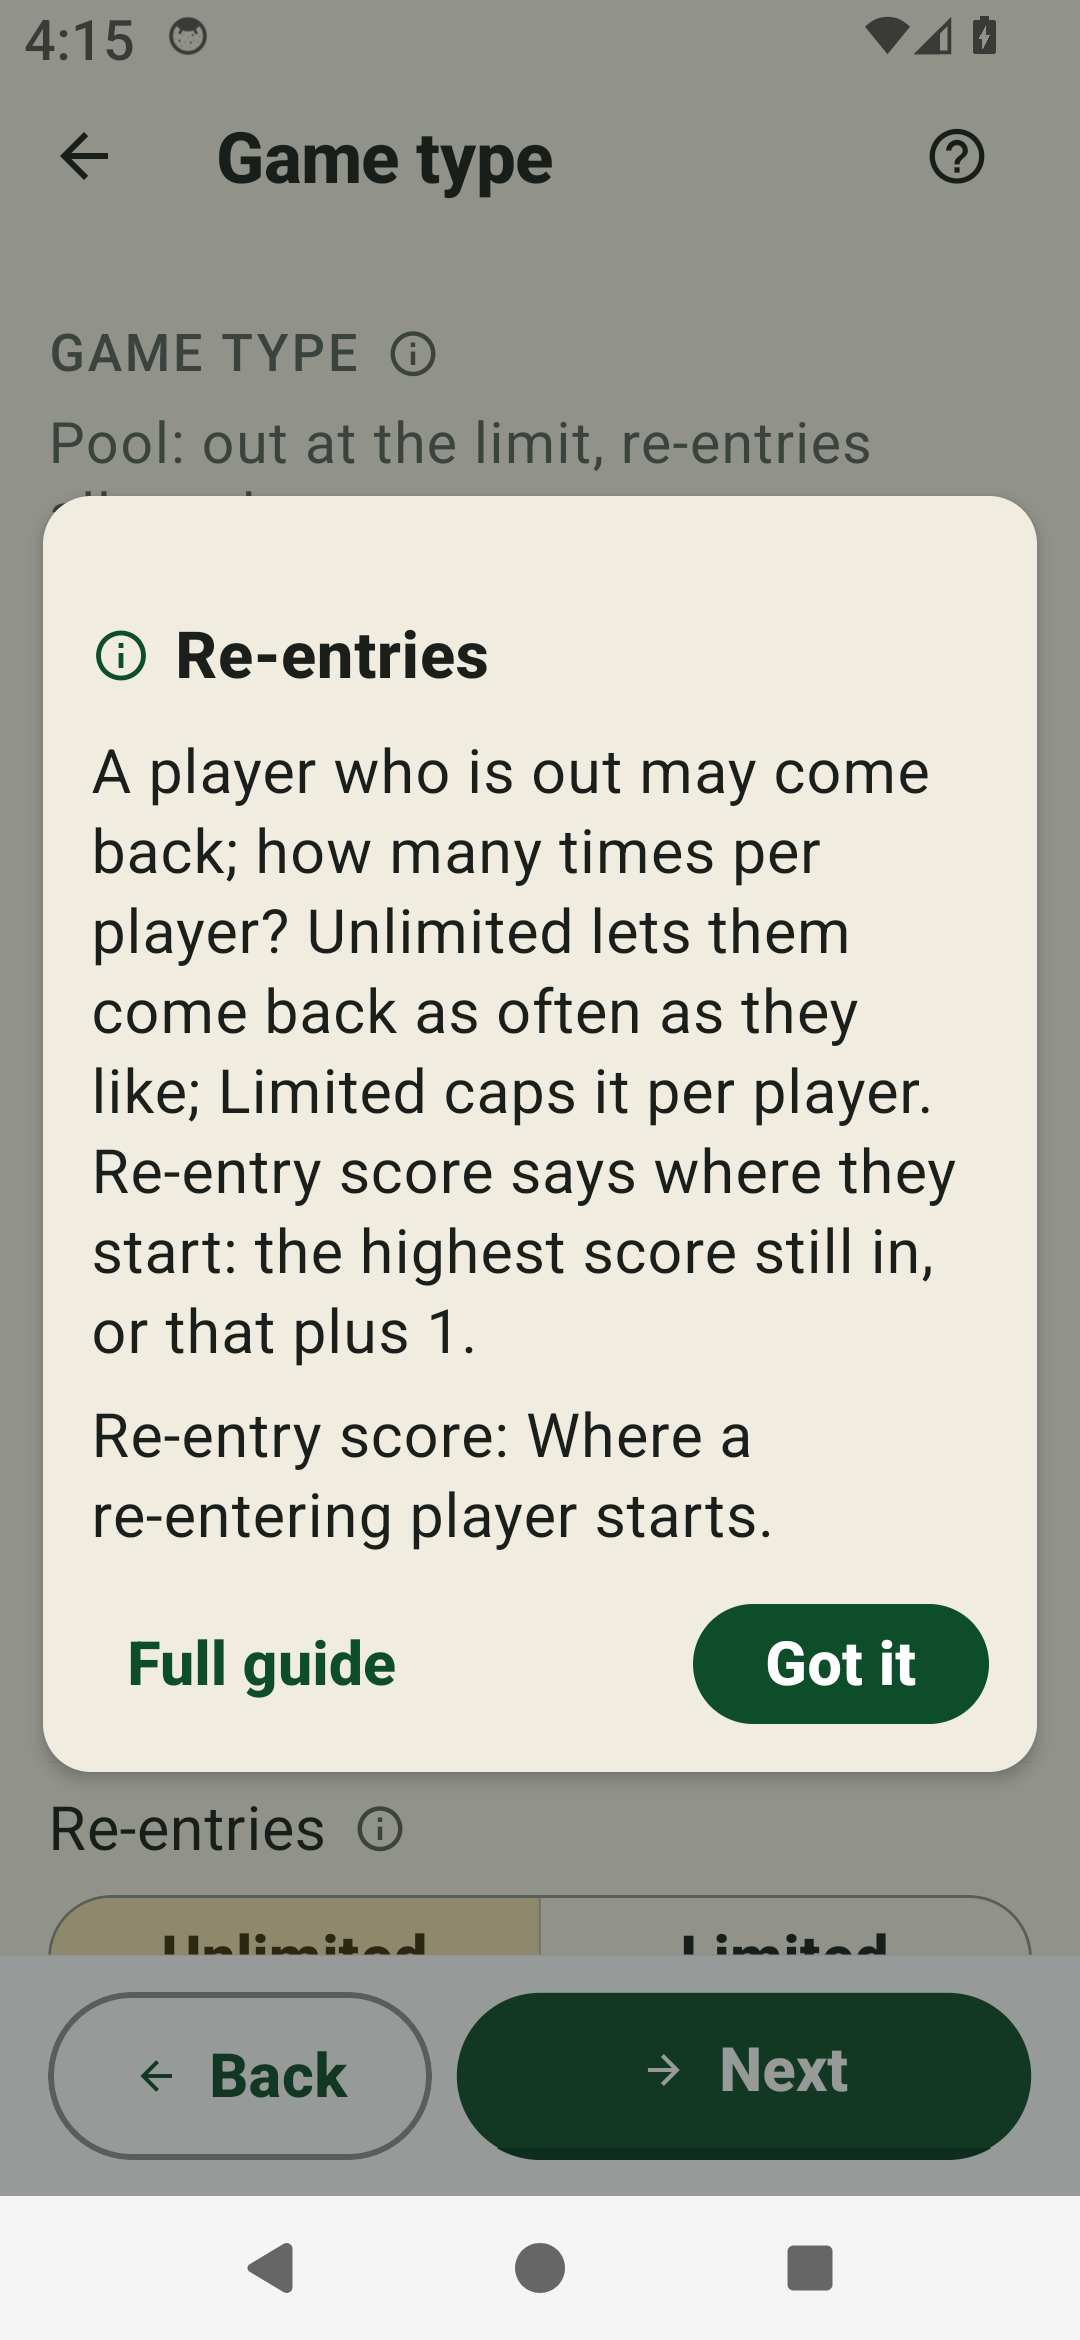 4:15
Game type
GAME TYPE
Pool: out at the limit, re-entries
Re-entries
A player who is out may come
back; how many times per
player? Unlimited lets them
come back as often as they
like; Limited caps it per player.
Re-entry score says where they
start: the highest score still in,
or that plus 1.
Re-entry score: Where a
re-entering player starts.
Full guide
Got it
Re-entries
Unlimited
Limited
Back
Next